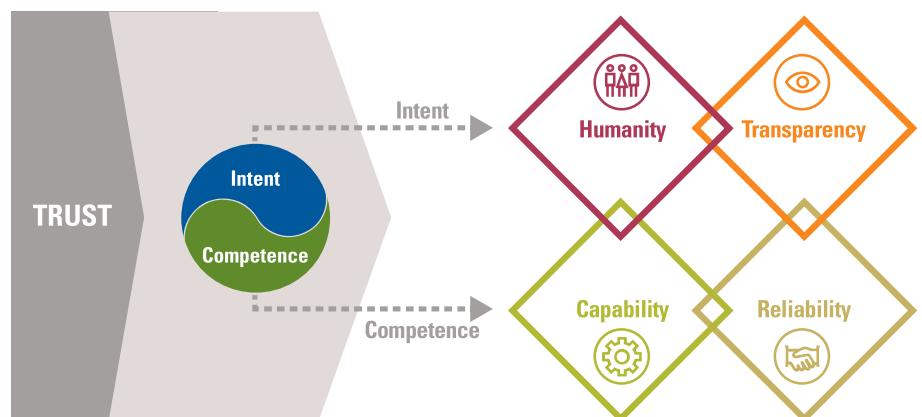 TRUST
Intent
Competence
Intent
Competence
Humanity
Transparency
Capability
Reliability